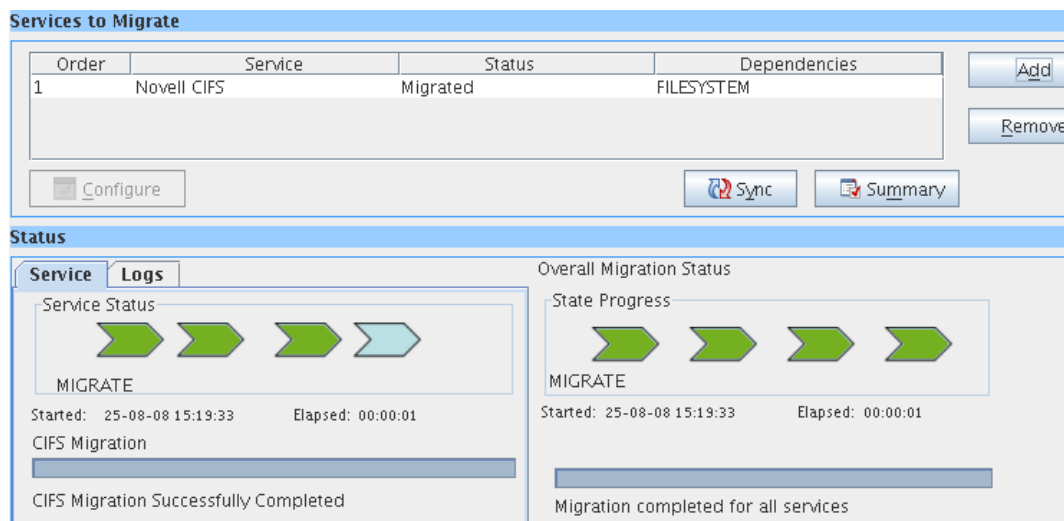 Services to Migrate
Order Service Status Dependencies
1 Novell CIFS Migrated FILESYSTEM
Add
Remove
Configure Sync Summary
Status
Service Logs
Service Status
MIGRATE
Started: 25-08-08 15:19:33 Elapsed: 00:00:01
CIFS Migration
CIFS Migration Successfully Completed
Overall Migration Status
State Progress
MIGRATE
Started: 25-08-08 15:19:33 Elapsed: 00:00:01
Migration completed for all services